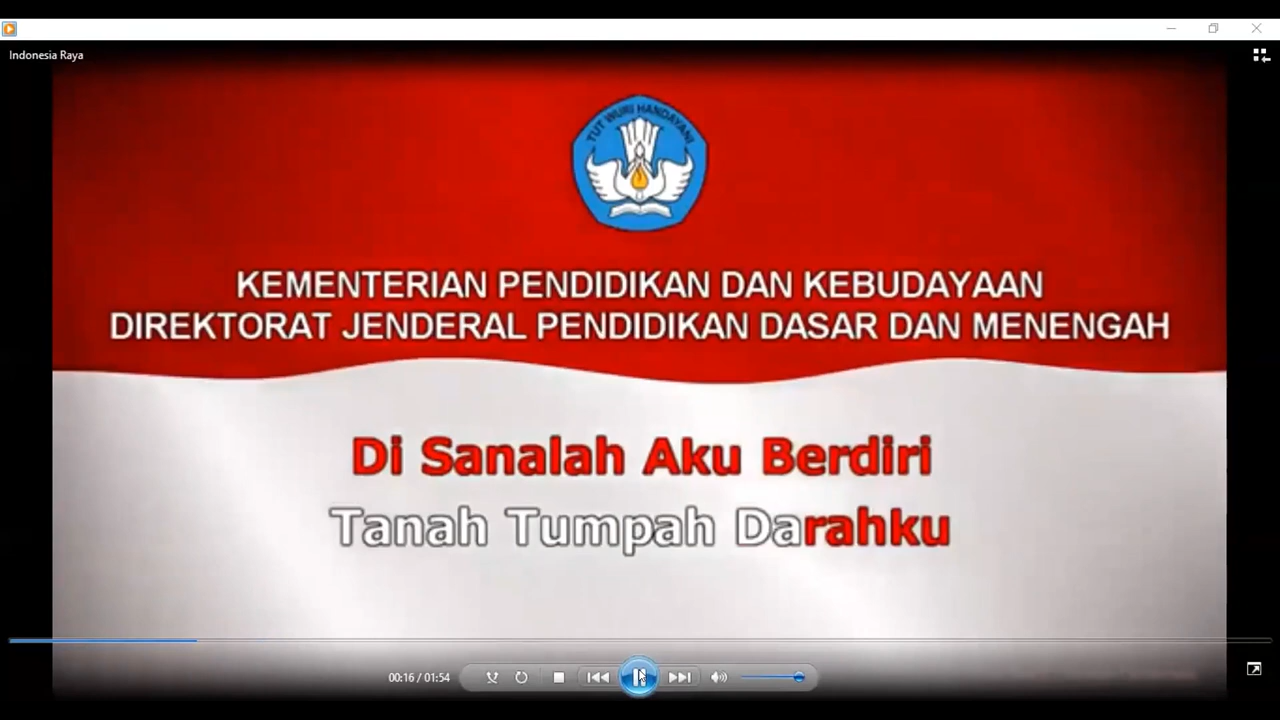 Indonesia Raya
TUT WURI HANDAYANI
KEMENTERIAN PENDIDIKAN DAN KEBUDAYAAN
DIREKTORAT JENDERAL PENDIDIKAN DASAR DAN MENENGAH
Di Sanalah Aku Berdiri
Tanah Tumpah Darahku
00:16 / 01:54